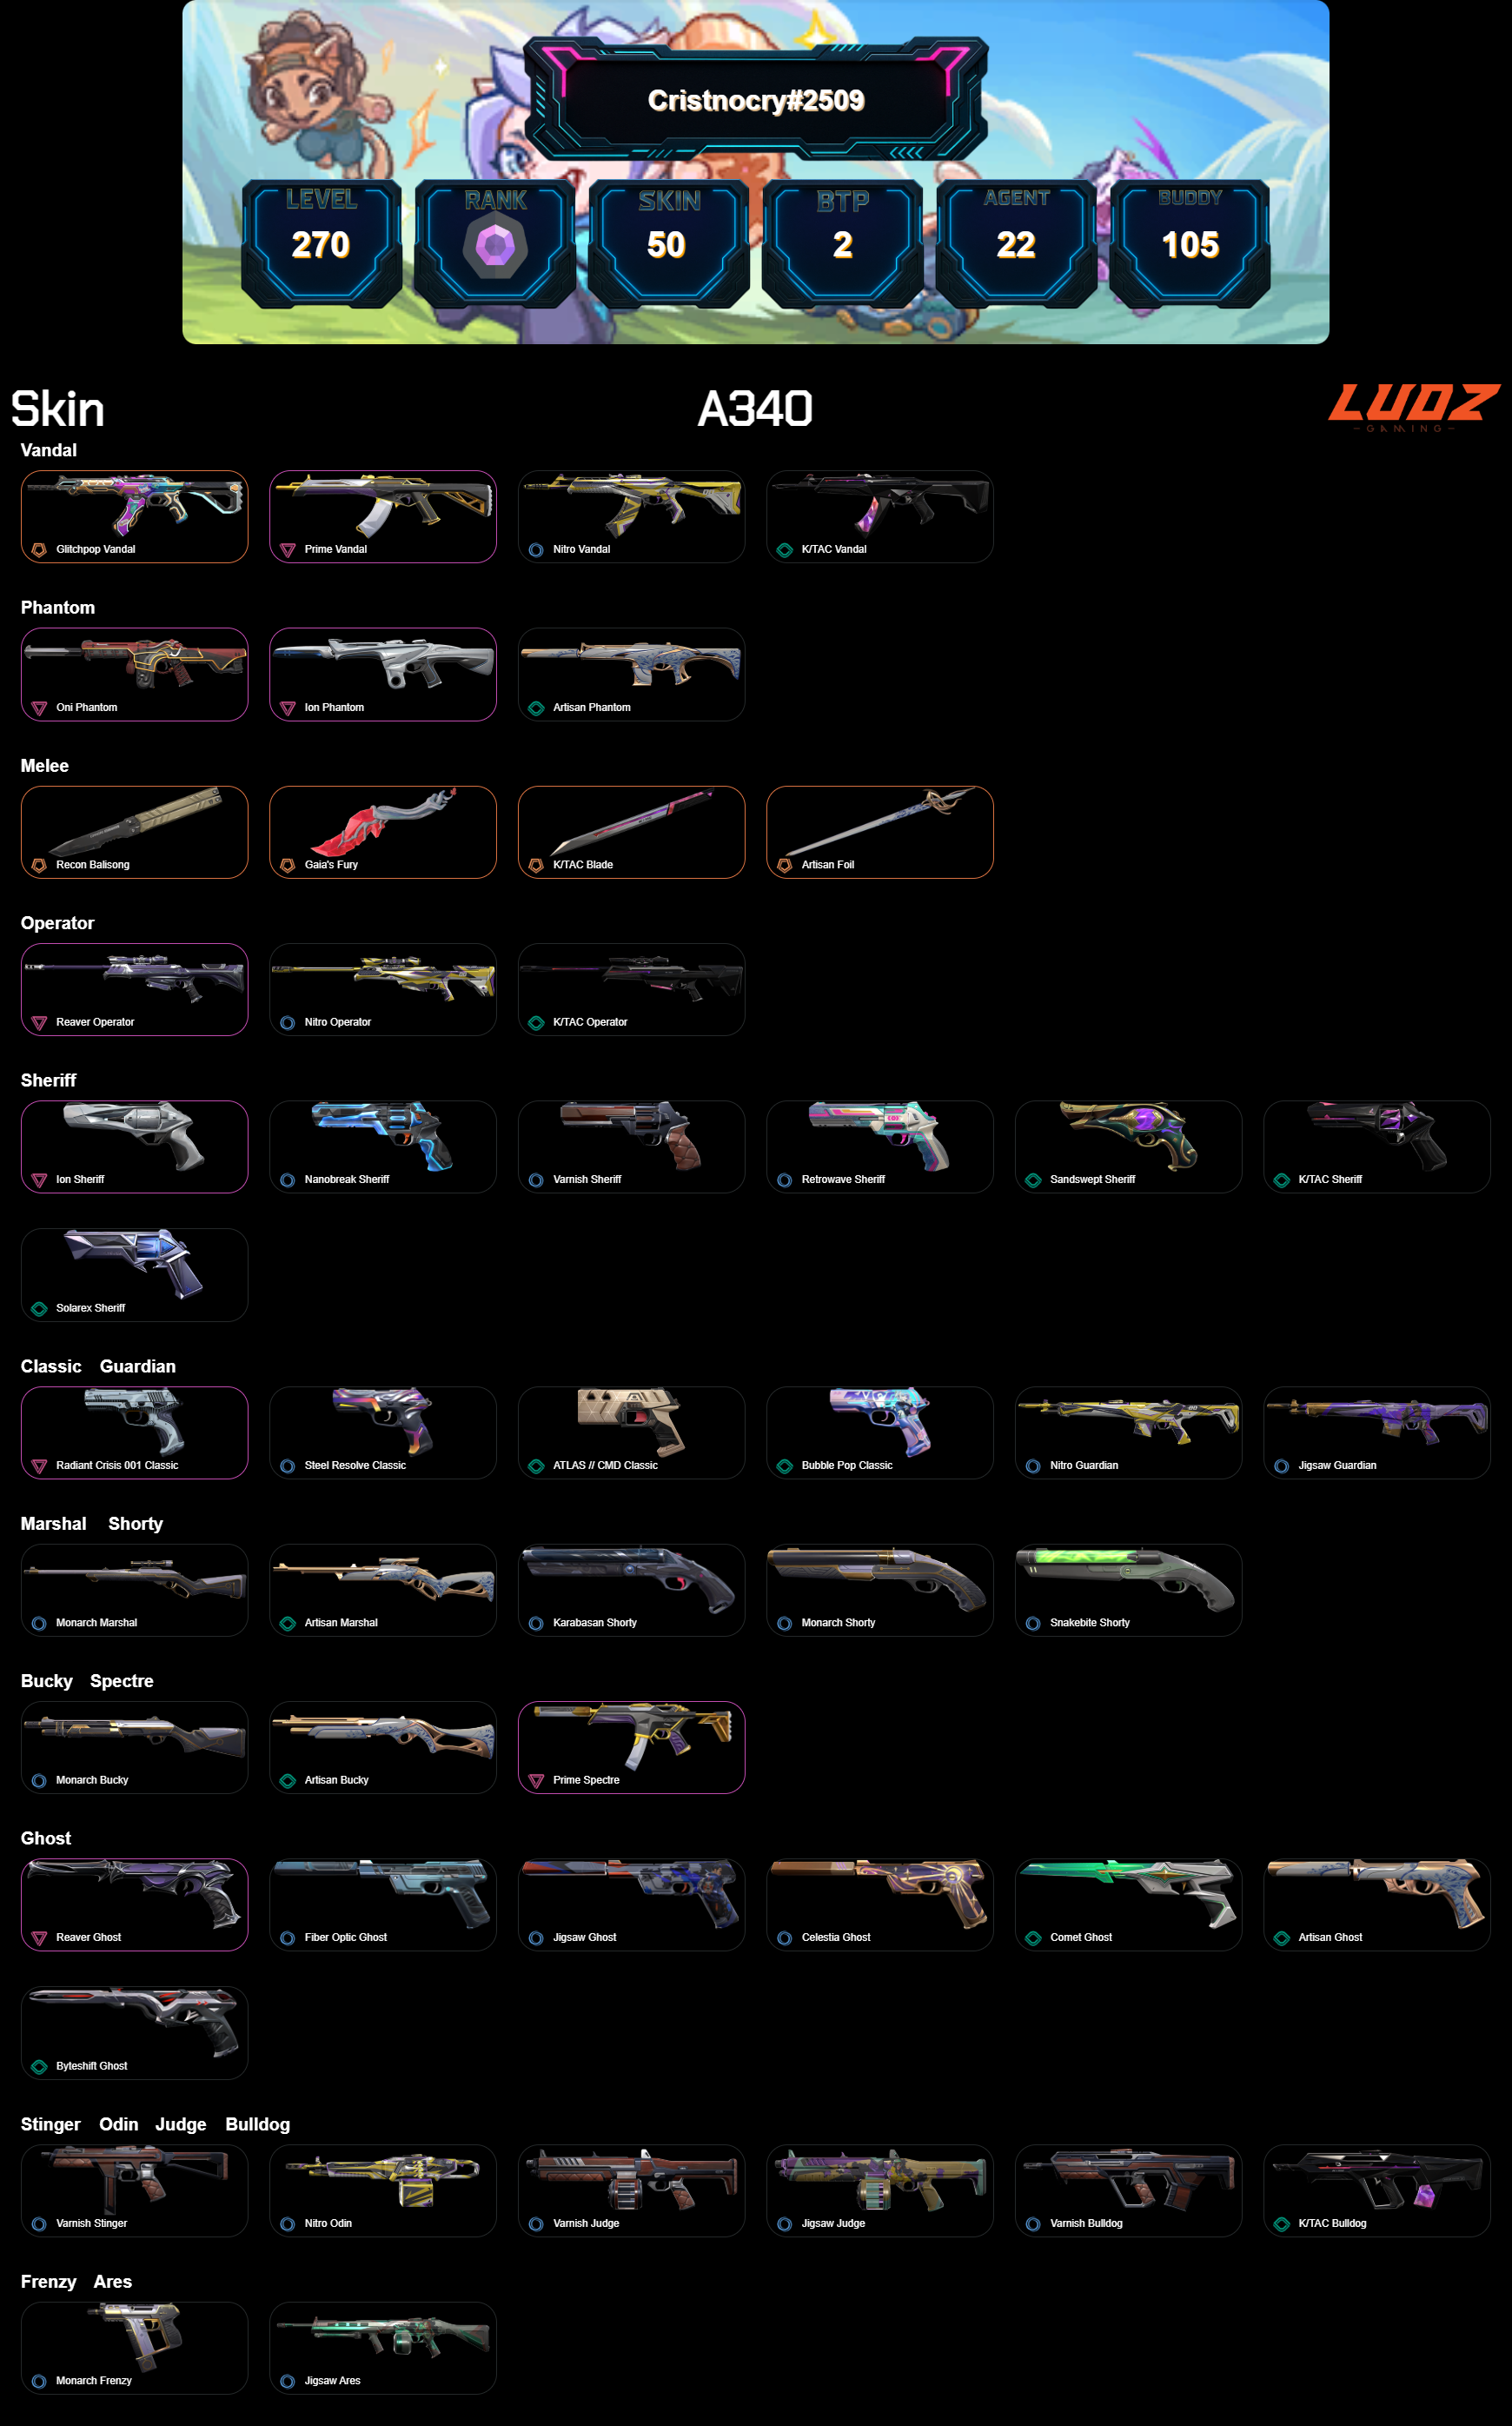 Cristnocry#2509
LEVEL RANK SKIN BTP AGENT BUDDY
270 50 2 22 105
Skin A340 LUOZ
-GAMING-
Vandal
Glitchpop Vandal Prime Vandal Nitro Vandal K/TAC Vandal
Phantom
Oni Phantom Ion Phantom Artisan Phantom
Melee
Recon Balisong Gaia's Fury K/TAC Blade Artisan Foil
Operator
Reaver Operator Nitro Operator K/TAC Operator
Sheriff
Ion Sheriff Nanobreak Sheriff Varnish Sheriff Retrowave Sheriff Sandswept Sheriff K/TAC Sheriff
Solarex Sheriff
Classic Guardian
Radiant Crisis 001 Classic Steel Resolve Classic ATLAS // CMD Classic Bubble Pop Classic Nitro Guardian Jigsaw Guardian
Marshal Shorty
Monarch Marshal Artisan Marshal Karabasan Shorty Monarch Shorty Snakebite Shorty
Bucky Spectre
Monarch Bucky Artisan Bucky Prime Spectre
Ghost
Reaver Ghost Fiber Optic Ghost Jigsaw Ghost Celestia Ghost Comet Ghost Artisan Ghost
Byteshift Ghost
Stinger Odin Judge Bulldog
Varnish Stinger Nitro Odin Varnish Judge Jigsaw Judge Varnish Bulldog K/TAC Bulldog
Frenzy Ares
Monarch Frenzy Jigsaw Ares